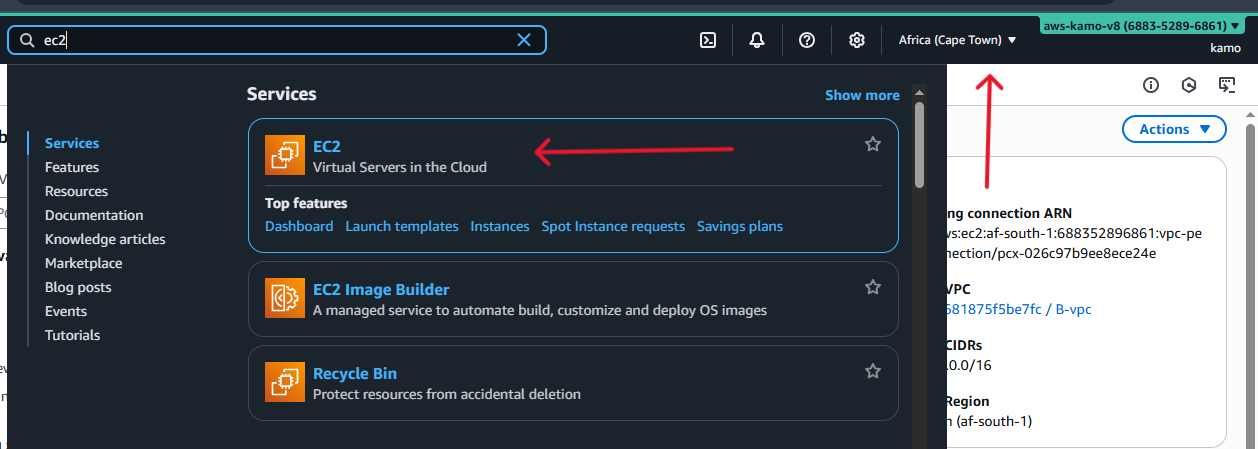 ec2
Africa (Cape Town)
aws-kamo-v8 (6883-5289-6861)
kamo
Services
Features
Resources
Documentation
Knowledge articles
Marketplace
Blog posts
Events
Tutorials
Services
Show more
EC2
Virtual Servers in the Cloud
Top features
Dashboard Launch templates Instances Spot Instance requests Savings plans
EC2 Image Builder
A managed service to automate build, customize and deploy OS images
Recycle Bin
Protect resources from accidental deletion
Actions
ng connection ARN
ws:ec2:af-south-1:688352896861:vpc-pe
nection/pcx-026c97b9ee8ece24e
VPC
581875f5be7fc / B-vpc
CIDRs
.0.0/16
Region
n (af-south-1)